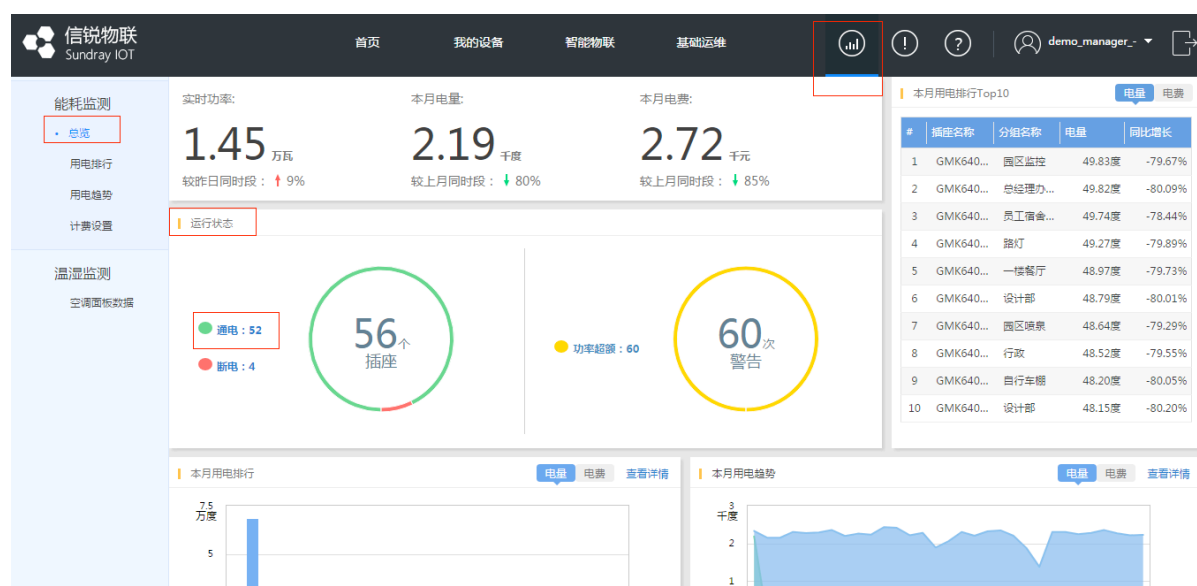 信锐物联
Sundray IOT
首页 我的设备 智能物联 基础运维
demo_manager_-
能耗监测
总览
用电排行
用电趋势
计费设置
温湿监测
空调面板数据
实时功率: 本月电量: 本月电费:
1.45 万瓦 2.19 千度 2.72 千元
较昨日同时段： 9% 较上月同时段： 80% 较上月同时段： 85%
运行状态
通电：52
断电：4
56个
插座
功率超额：60
60次
警告
本月用电排行Top10 电量 电费
# 插座名称 分组名称 电量 同比增长
1 GMK640... 园区监控 49.83度 -79.67%
2 GMK640... 总经理办... 49.82度 -80.09%
3 GMK640... 员工宿舍... 49.74度 -78.44%
4 GMK640... 路灯 49.27度 -79.89%
5 GMK640... 一楼餐厅 48.97度 -79.73%
6 GMK640... 设计部 48.79度 -80.01%
7 GMK640... 园区喷泉 48.64度 -79.29%
8 GMK640... 行政 48.52度 -79.55%
9 GMK640... 自行车棚 48.20度 -80.05%
10 GMK640... 设计部 48.15度 -80.20%
本月用电排行 电量 电费 查看详情
7.5
万度
5
本月用电趋势 电量 电费 查看详情
3
千度
2
1